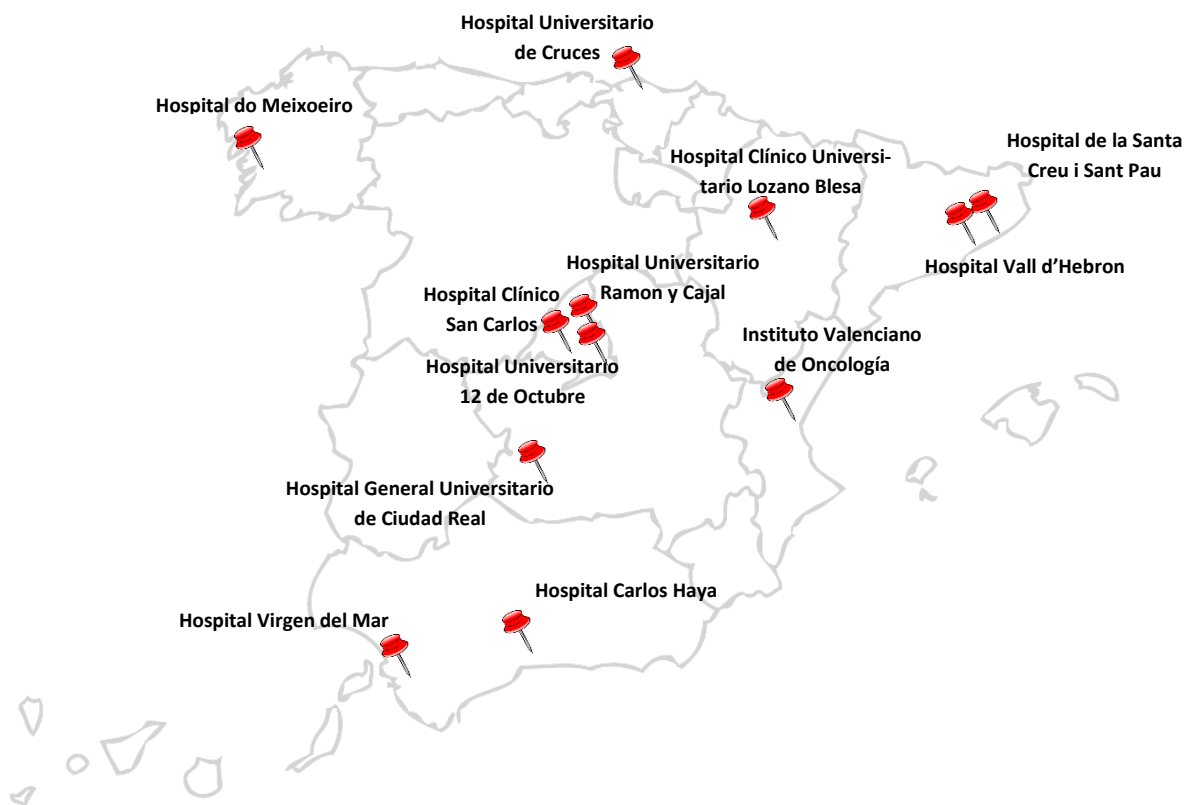 Hospital Universitario
de Cruces
Hospital do Meixoeiro
Hospital de la Santa
Creu i Sant Pau
Hospital Clínico Universi-
tario Lozano Blesa
Hospital Vall d’Hebron
Hospital Universitario
Ramon y Cajal
Hospital Clínico
San Carlos
Instituto Valenciano
de Oncología
Hospital Universitario
12 de Octubre
Hospital General Universitario
de Ciudad Real
Hospital Carlos Haya
Hospital Virgen del Mar